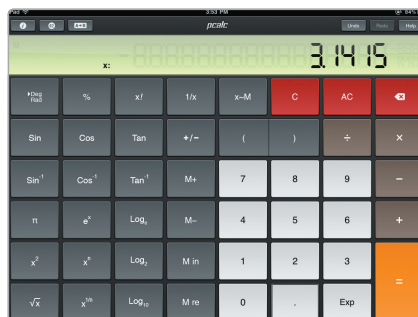 iPad 3:53 PM 84%
A=B pcalc Undo Redo Help
x: 3.1415
Deg Rad % x! 1/x x–M C AC
Sin Cos Tan +/− ( ) ÷ ×
Sin⁻¹ Cos⁻¹ Tan⁻¹ M+ 7 8 9 −
π eˣ Logₑ M– 4 5 6 +
x² xⁿ Log₂ M in 1 2 3 =
√x x¹/ⁿ Log₁₀ M re 0 . Exp